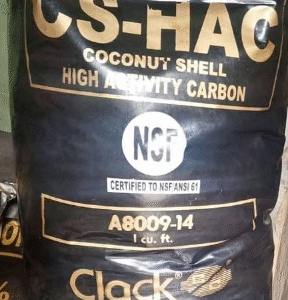 CS-HAC
COCONUT SHELL
HIGH ACTIVITY CARBON
NSF
CERTIFIED TO NSF/ANSI 61
A8009-14
1 cu. ft.
Clack®